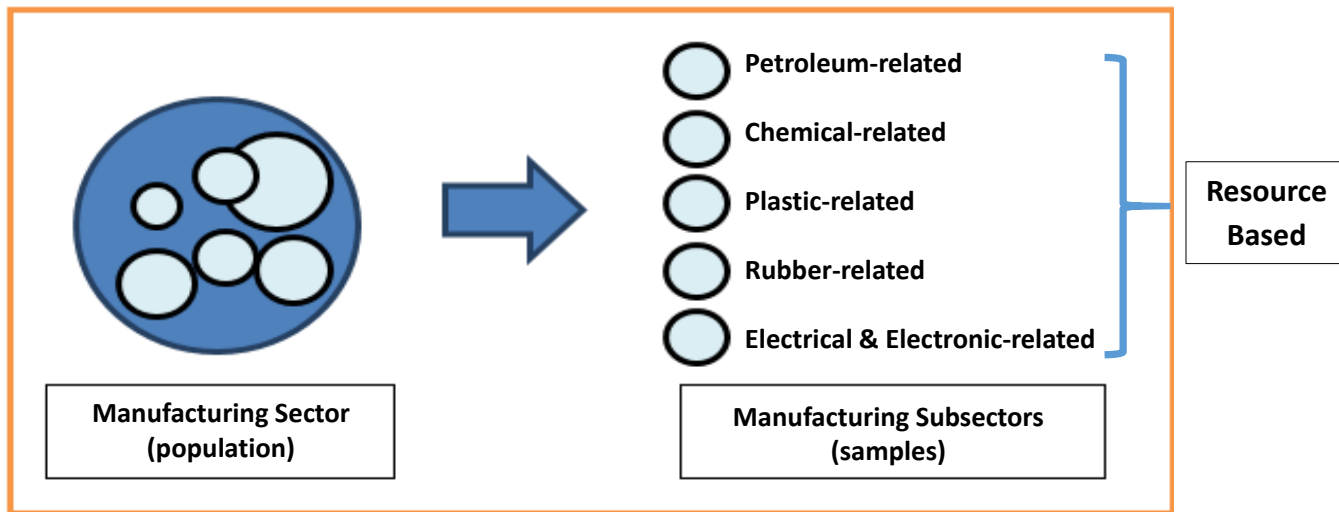 Petroleum-related
Chemical-related
Plastic-related
Rubber-related
Electrical & Electronic-related
Resource
Based
Manufacturing Sector
(population)
Manufacturing Subsectors
(samples)